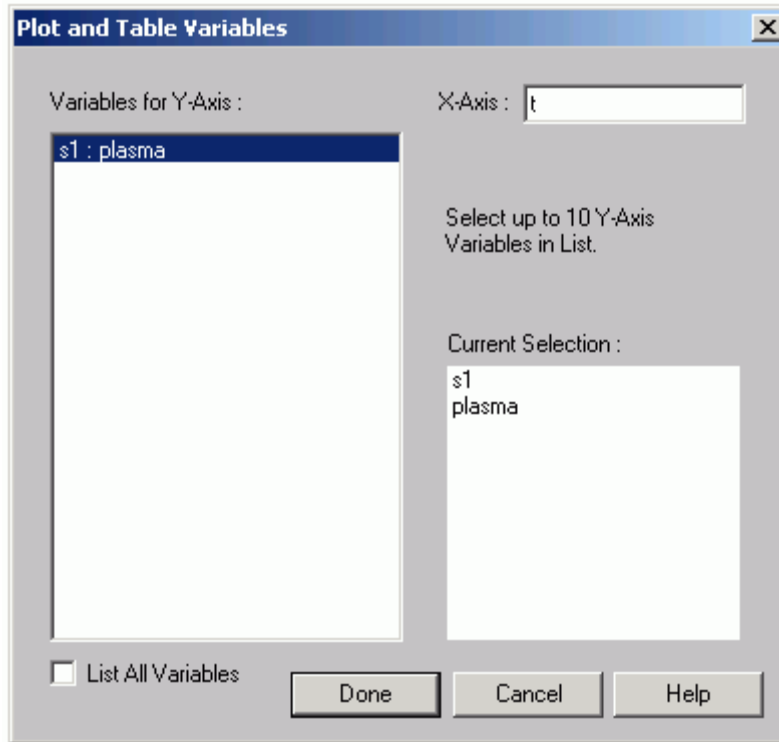 Plot and Table Variables
Variables for Y-Axis :
X-Axis : t
s1 : plasma
Select up to 10 Y-Axis
Variables in List.
Current Selection :
s1
plasma
List All Variables
Done
Cancel
Help